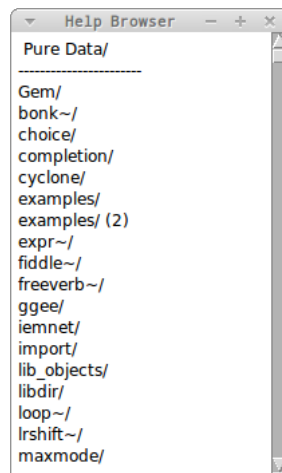 Help Browser
Pure Data/
-----------------------
Gem/
bonk~/
choice/
completion/
cyclone/
examples/
examples/ (2)
expr~/
fiddle~/
freeverb~/
ggee/
iemnet/
import/
lib_objects/
libdir/
loop~/
lrshift~/
maxmode/